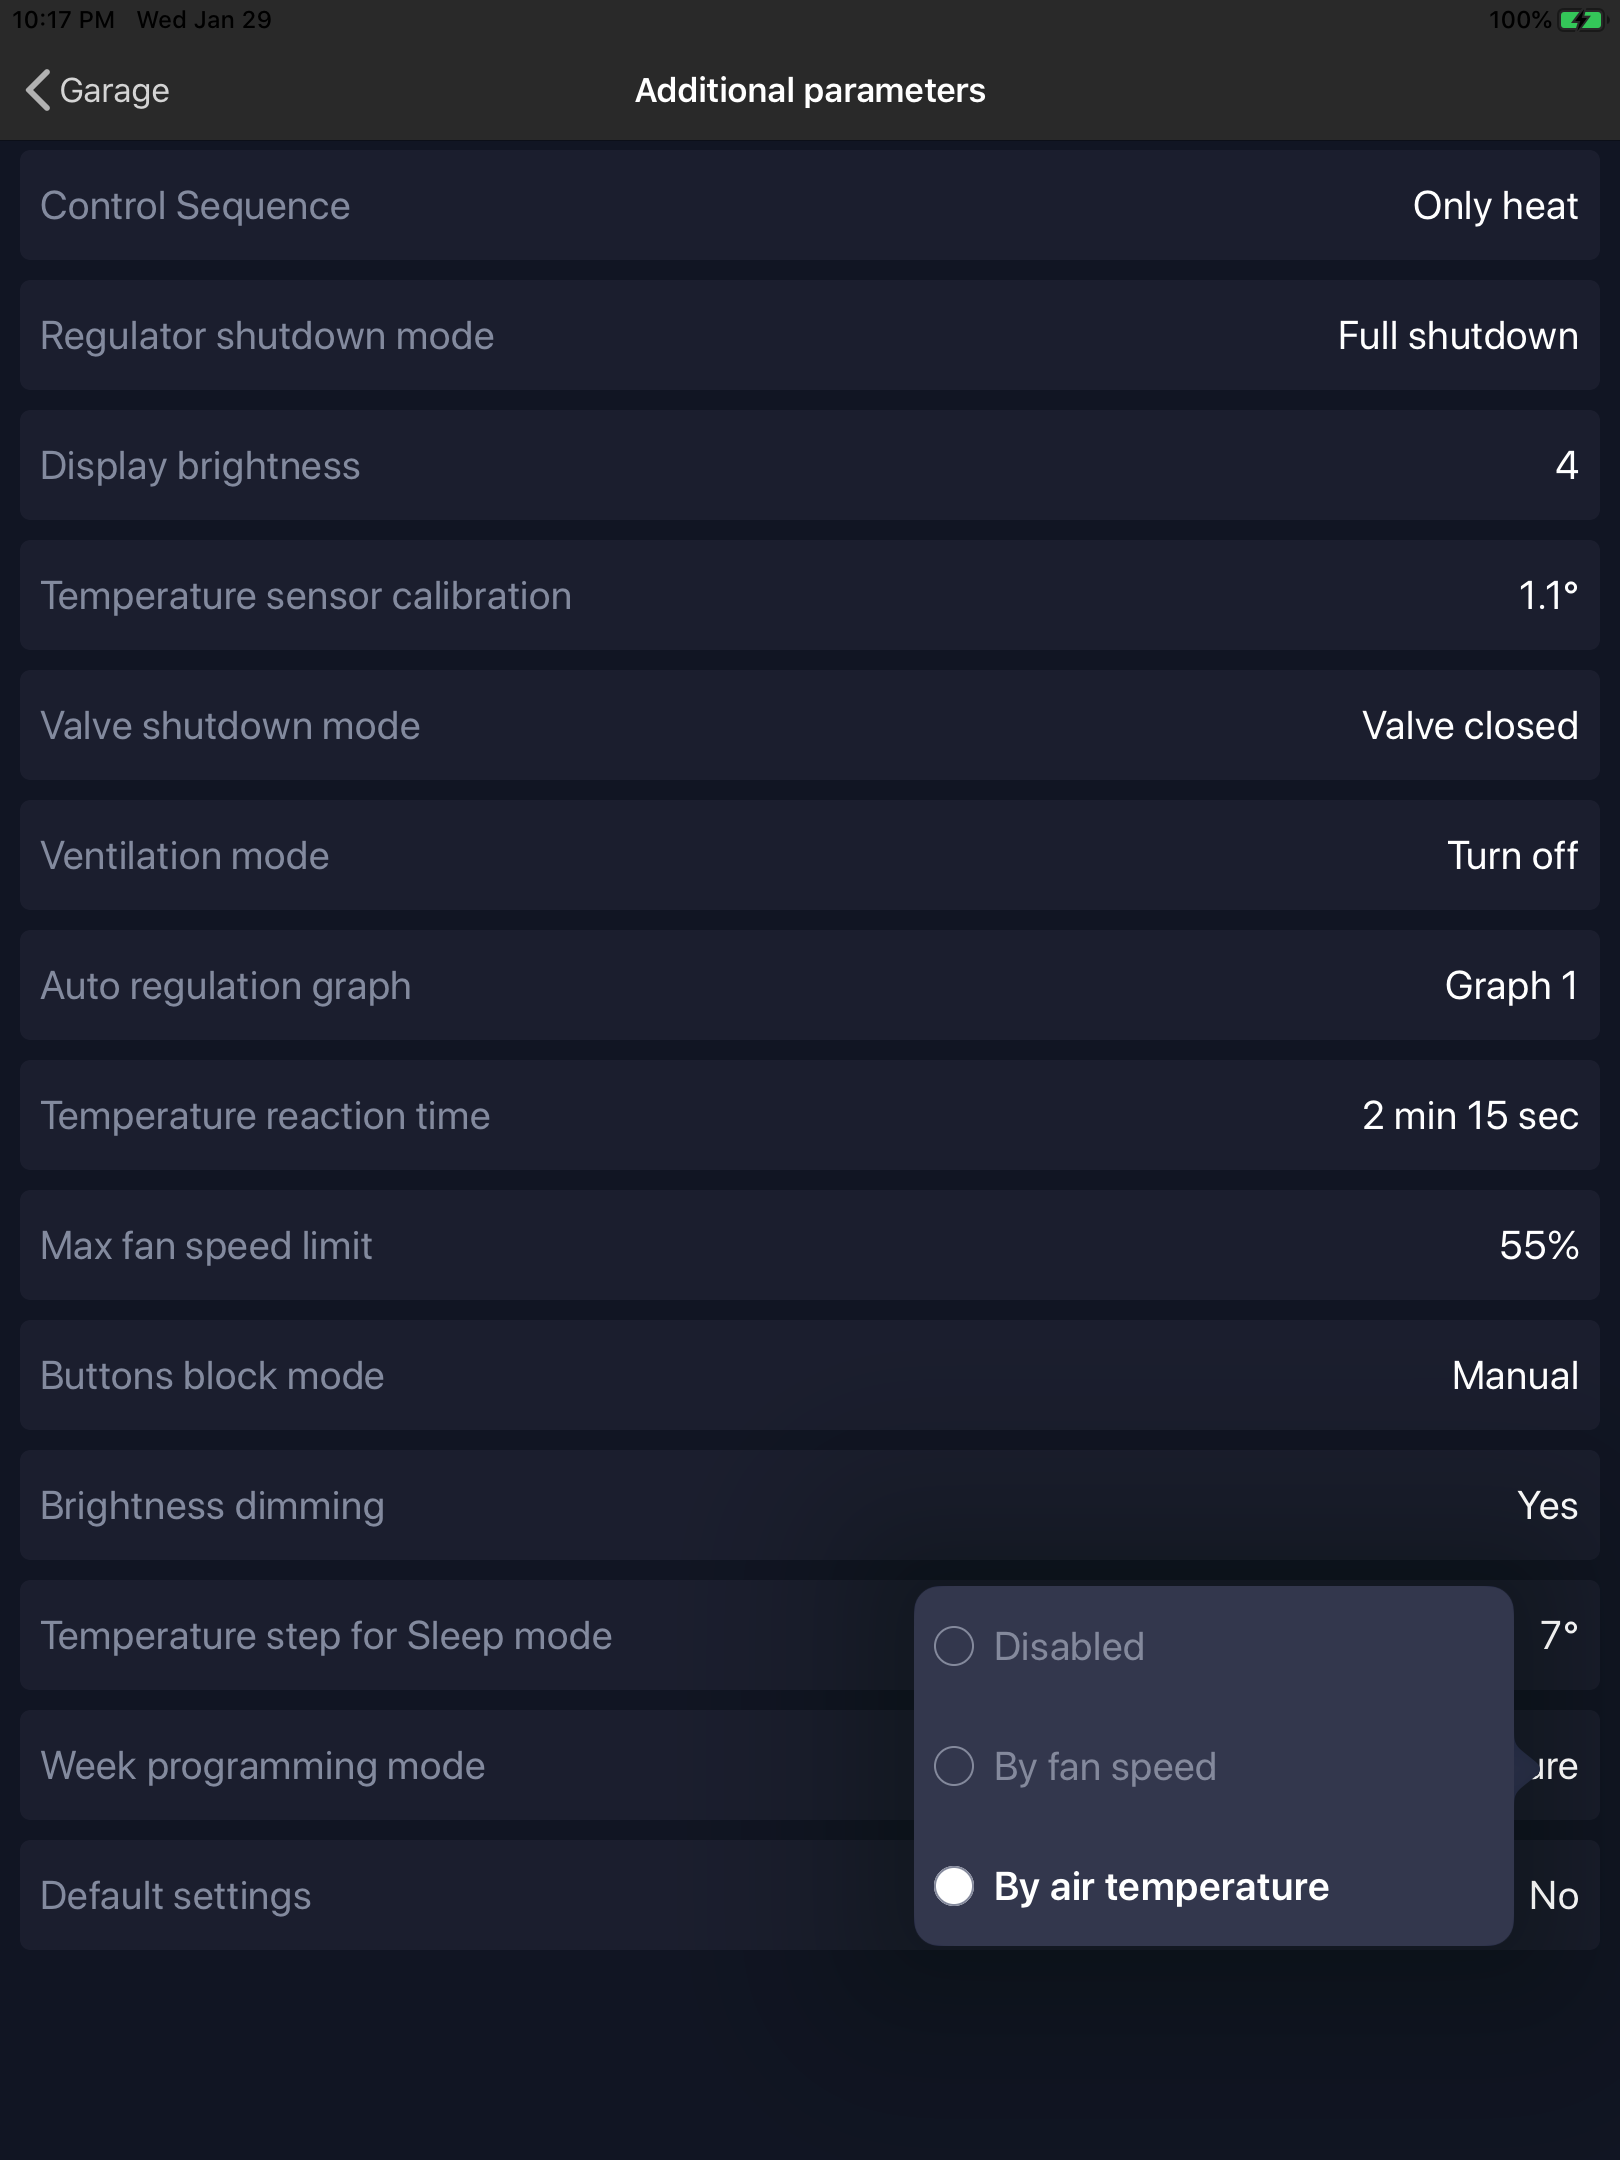 10:17 PM Wed Jan 29 100%
Garage Additional parameters
Control Sequence Only heat
Regulator shutdown mode Full shutdown
Display brightness 4
Temperature sensor calibration 1.1°
Valve shutdown mode Valve closed
Ventilation mode Turn off
Auto regulation graph Graph 1
Temperature reaction time 2 min 15 sec
Max fan speed limit 55%
Buttons block mode Manual
Brightness dimming Yes
Temperature step for Sleep mode 7°
Disabled
Week programming mode
By fan speed
Default settings No
By air temperature